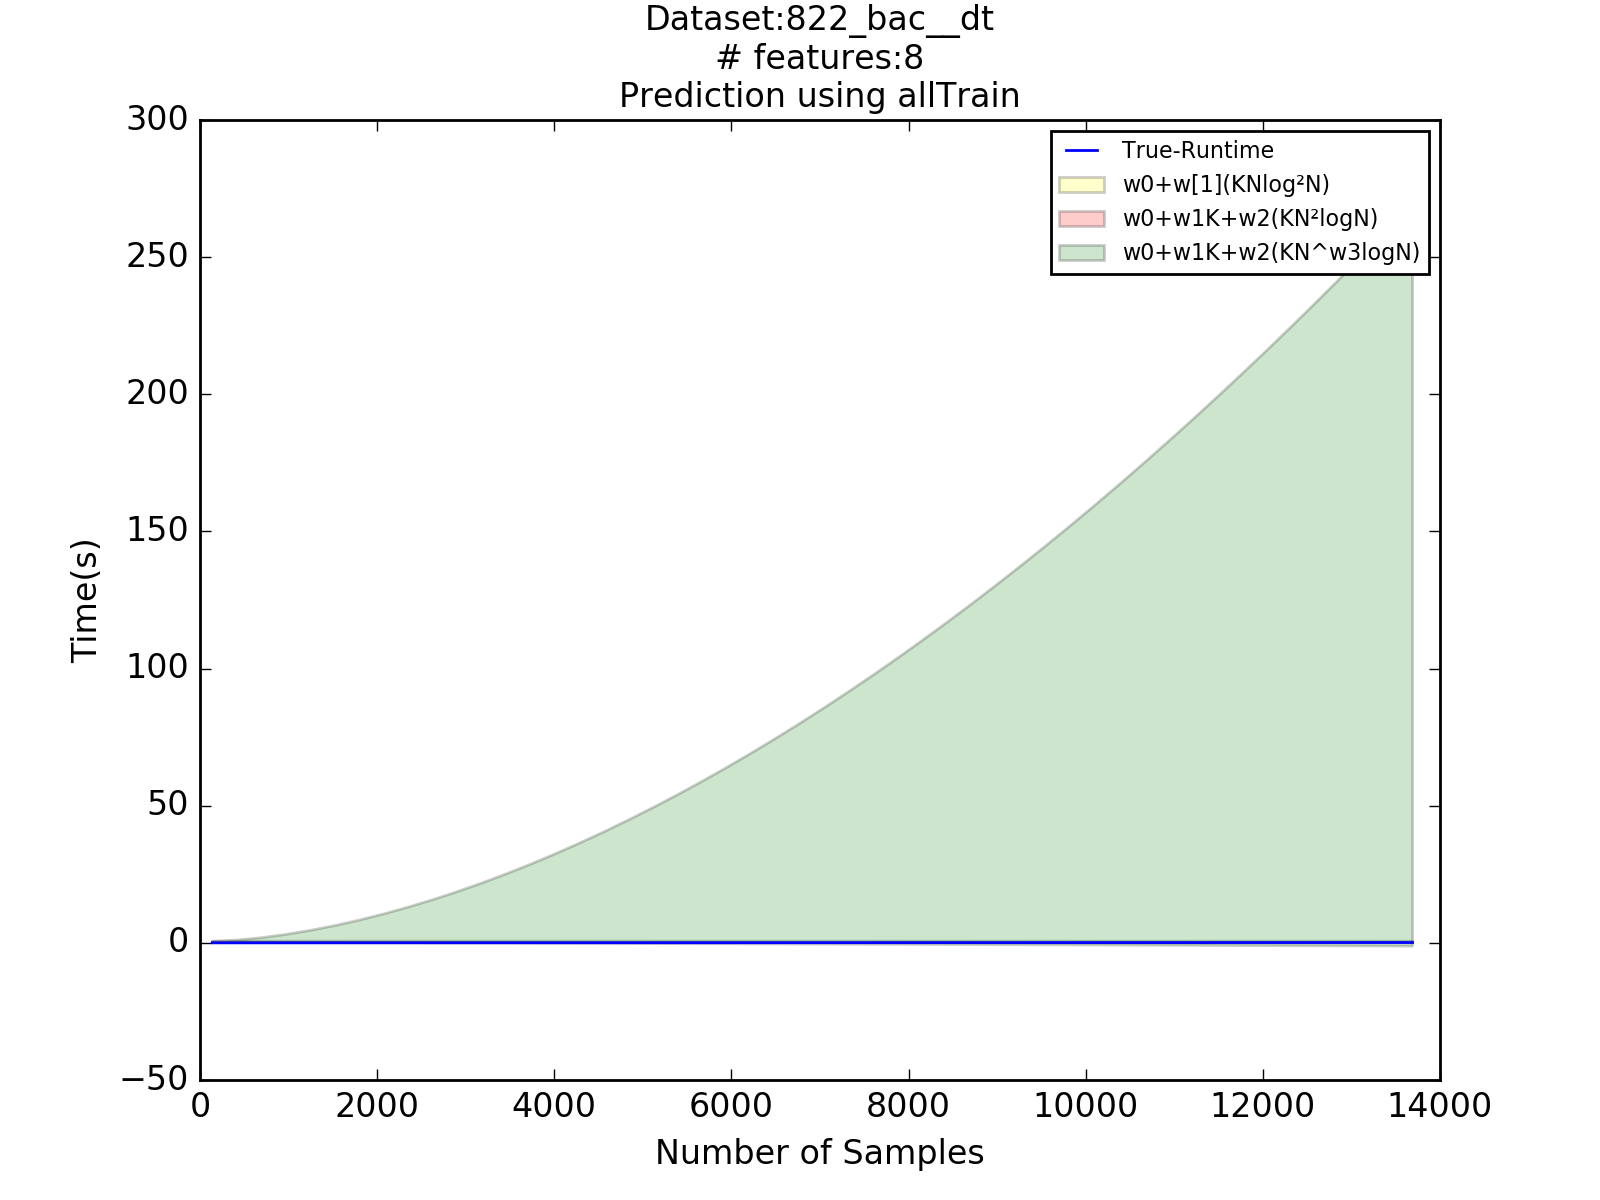 Dataset:822_bac__dt
# features:8
Prediction using allTrain
300
250
200
150
100
50
0
−50
Time(s)
True-Runtime
w0+w[1](KNlog²N)
w0+w1K+w2(KN²logN)
w0+w1K+w2(KN^w3logN)
0 2000 4000 6000 8000 10000 12000 14000
Number of Samples